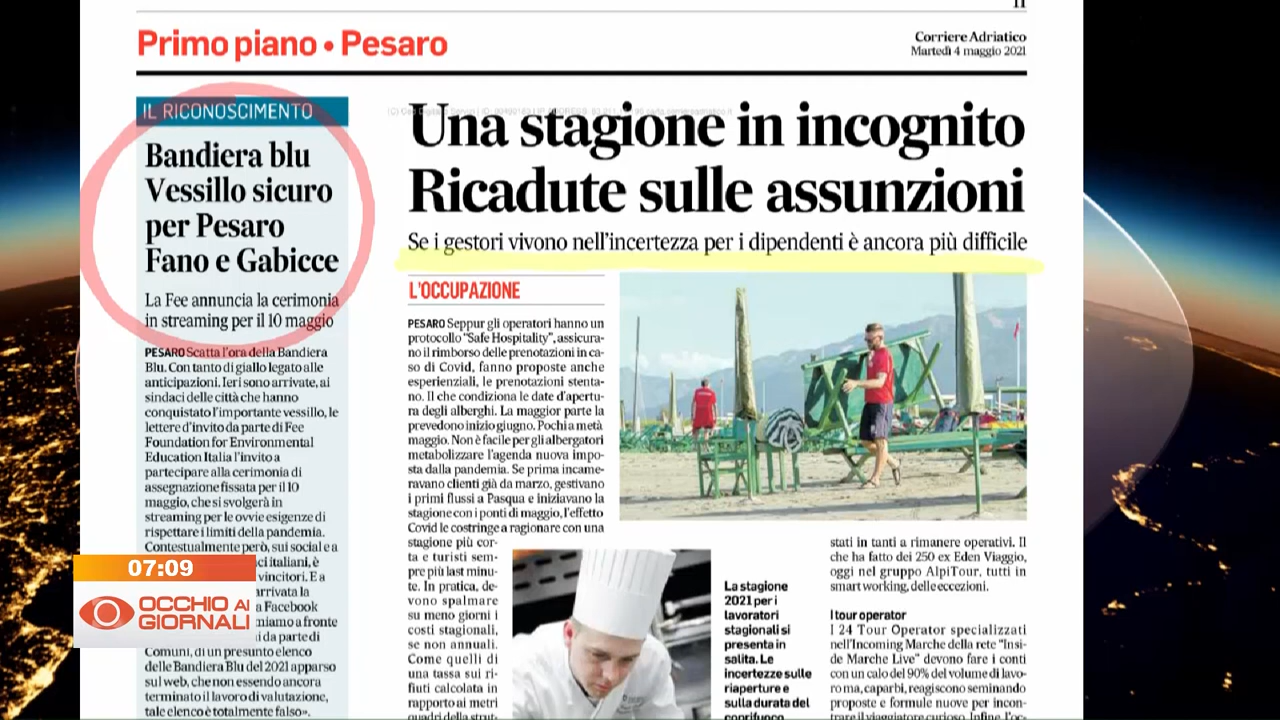 11
Primo piano • Pesaro
Corriere Adriatico
Martedì 4 maggio 2021
IL RICONOSCIMENTO
Bandiera blu
Vessillo sicuro
per Pesaro
Fano e Gabicce
La Fee annuncia la cerimonia
in streaming per il 10 maggio
PESARO Scatta l'ora della Bandiera
Blu. Con tanto di giallo legato alle
anticipazioni. Ieri sono arrivate, ai
sindaci delle città che hanno
conquistato l'importante vessillo, le
lettere d'invito da parte di Fee
Foundation for Environmental
Education Italia l'invito a
partecipare alla cerimonia di
assegnazione fissata per il 10
maggio, che si svolgerà in
streaming per le ovvie esigenze di
rispettare i limiti della pandemia.
Contestualmente però, sui social e a
ci italiani, è
vincitori. E a
arrivata la
a Facebook
miamo a fronte
i da parte di
Comuni, di un presunto elenco
delle Bandiera Blu del 2021 apparso
sul web, che non essendo ancora
terminato il lavoro di valutazione,
tale elenco è totalmente falso».
Una stagione in incognito
Ricadute sulle assunzioni
Se i gestori vivono nell'incertezza per i dipendenti è ancora più difficile
L'OCCUPAZIONE
PESARO Seppur gli operatori hanno un
protocollo "Safe Hospitality", assicura-
no il rimborso delle prenotazioni in ca-
so di Covid, fanno proposte anche
esperienziali, le prenotazioni stenta-
no. Il che condiziona le date d'apertu-
ra degli alberghi. La maggior parte la
prevedono inizio giugno. Pochi a metà
maggio. Non è facile per gli albergatori
metabolizzare l'agenda nuova impo-
sta dalla pandemia. Se prima incame-
ravano clienti già da marzo, gestivano
i primi flussi a Pasqua e iniziavano la
stagione con i ponti di maggio, l'effetto
Covid le costringe a ragionare con una
stagione più cor-
ta e turisti sem-
pre più last minu-
te. In pratica, de-
vono spalmare
su meno giorni i
costi stagionali,
se non annuali.
Come quelli di
una tassa sui ri-
fiuti calcolata in
rapporto ai metri
quadri della strut-
La stagione
2021 per i
lavoratori
stagionali si
presenta in
salita. Le
incertezze sulle
riaperture e
sulla durata del
coprifuoco
stati in tanti a rimanere operativi. Il
che ha fatto dei 250 ex Eden Viaggio,
oggi nel gruppo AlpiTour, tutti in
smart working, delle eccezioni.
I tour operator
I 24 Tour Operator specializzati
nell'Incoming Marche della rete "Insi-
de Marche Live" devono fare i conti
con un calo del 90% del volume di lavo-
ro ma, caparbi, reagiscono seminando
proposte e formule nuove per incon-
trare il viaggiatore curioso. Infine, l'oc-
07:09
OCCHIO AI
GIORNALI